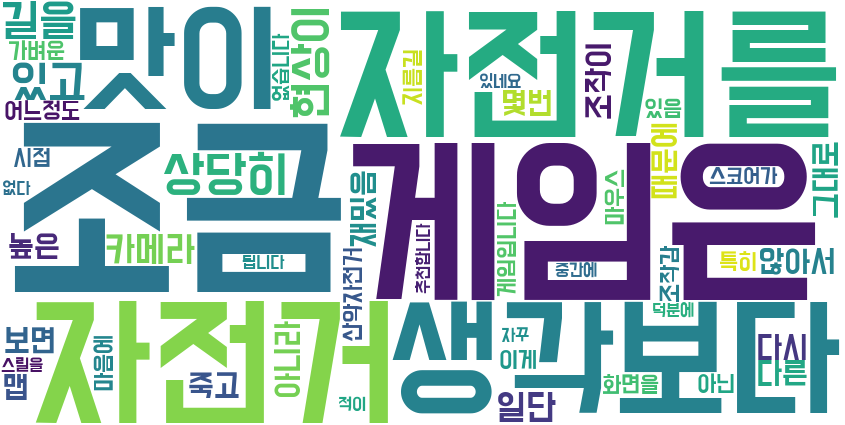 길을
맛이
없습니다
현상이
자전거를
가벼운
있고
지름길
있네요
몇번
조작이
있음
어느정도
때문에
시점
상당히
재밌음
조금
게임은
마우스
스코어가
그대로
없다
높은
카메라
됩니다
산악자전거
추천합니다
게임입니다
중간에
조작감
특히
않아서
보면
자전거
생각보다
덕분에
스릴을
맵
마음에
죽고
아니라
적이
자꾸
이게
일단
화면을
아닌
다시
다른